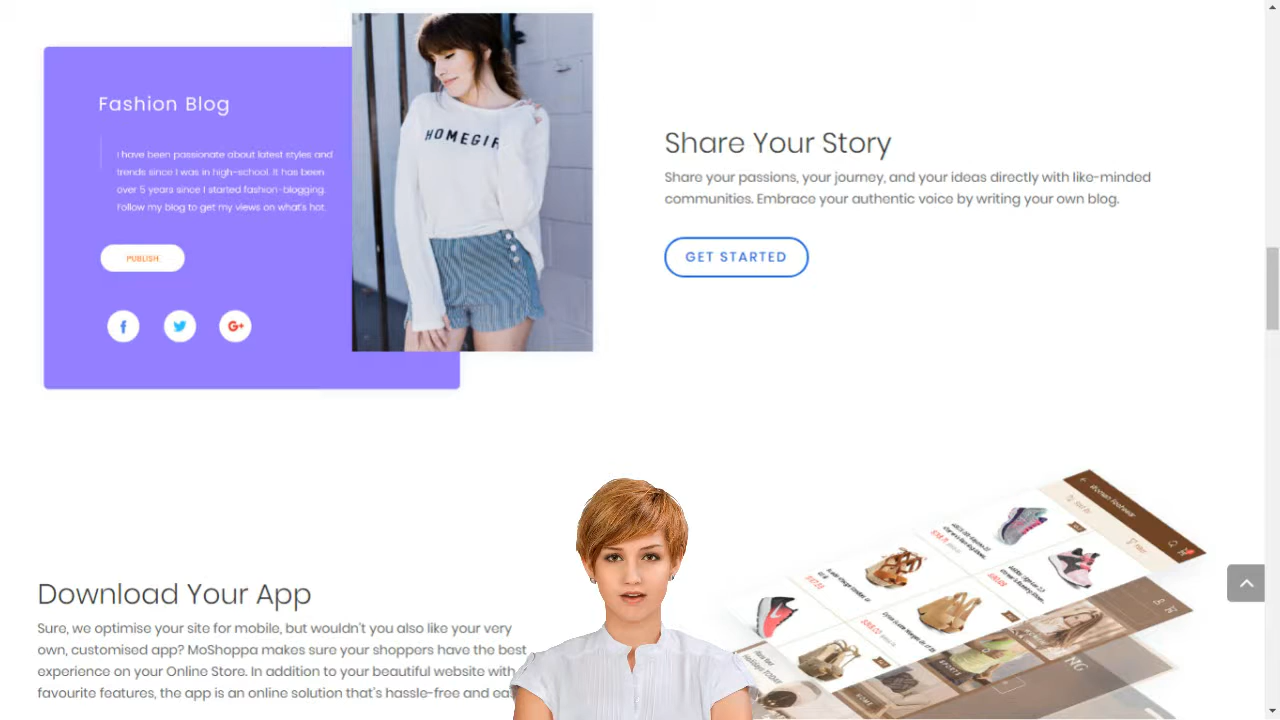 Fashion Blog
I have been passionate about latest styles and
trends since I was in high-school. It has been
over 5 years since I started fashion-blogging.
Follow my blog to get my views on what's hot.
PUBLISH
HOMEGIR
Share Your Story
Share your passions, your journey, and your ideas directly with like-minded
communities. Embrace your authentic voice by writing your own blog.
GET STARTED
Download Your App
Sure, we optimise your site for mobile, but wouldn't you also like your very
own, customised app? MoShoppa makes sure your shoppers have the best
experience on your Online Store. In addition to your beautiful website with
favourite features, the app is an online solution that's hassle-free and
Women Footwear